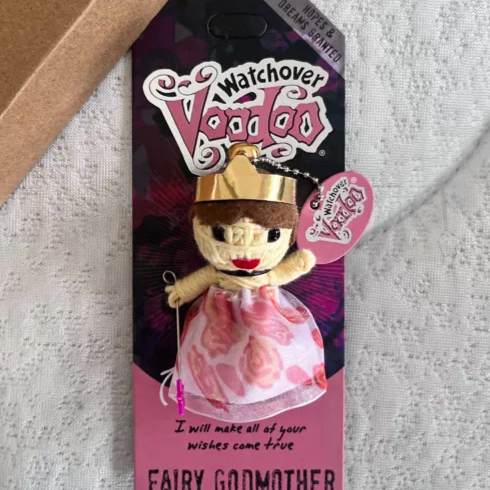 HOPES &
DREAMS GRANTED
Watchover
Voodoo
Watchover
Voodoo
I will make all of your
wishes come true
FAIRY GODMOTHER